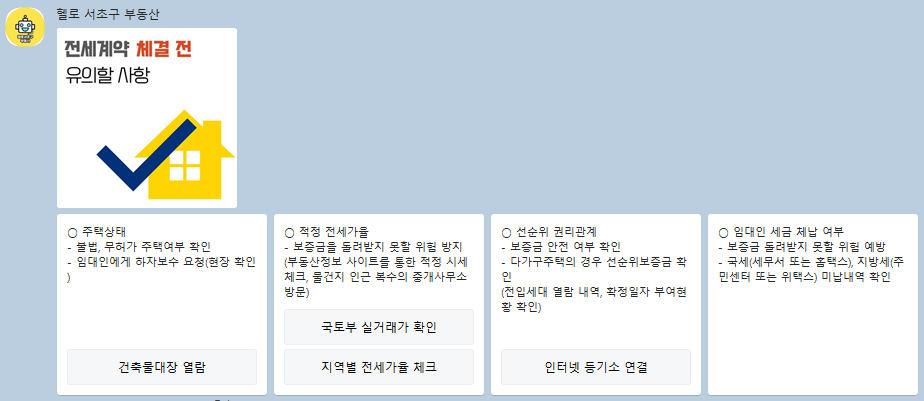 헬로 서초구 부동산
전세계약 체결 전
유의할 사항
○ 주택상태
- 불법, 무허가 주택여부 확인
- 임대인에게 하자보수 요청(현장 확인
)
건축물대장 열람
○ 적정 전세가율
- 보증금을 돌려받지 못할 위험 방지
(부동산정보 사이트를 통한 적정 시세
체크, 물건지 인근 복수의 중개사무소
방문)
국토부 실거래가 확인
지역별 전세가율 체크
○ 선순위 권리관계
- 보증금 안전 여부 확인
- 다가구주택의 경우 선순위보증금 확
인
(전입세대 열람 내역, 확정일자 부여현
황 확인)
인터넷 등기소 연결
○ 임대인 세금 체납 여부
- 보증금 돌려받지 못할 위험 예방
- 국세(세무서 또는 홈택스), 지방세(주
민센터 또는 위택스) 미납내역 확인